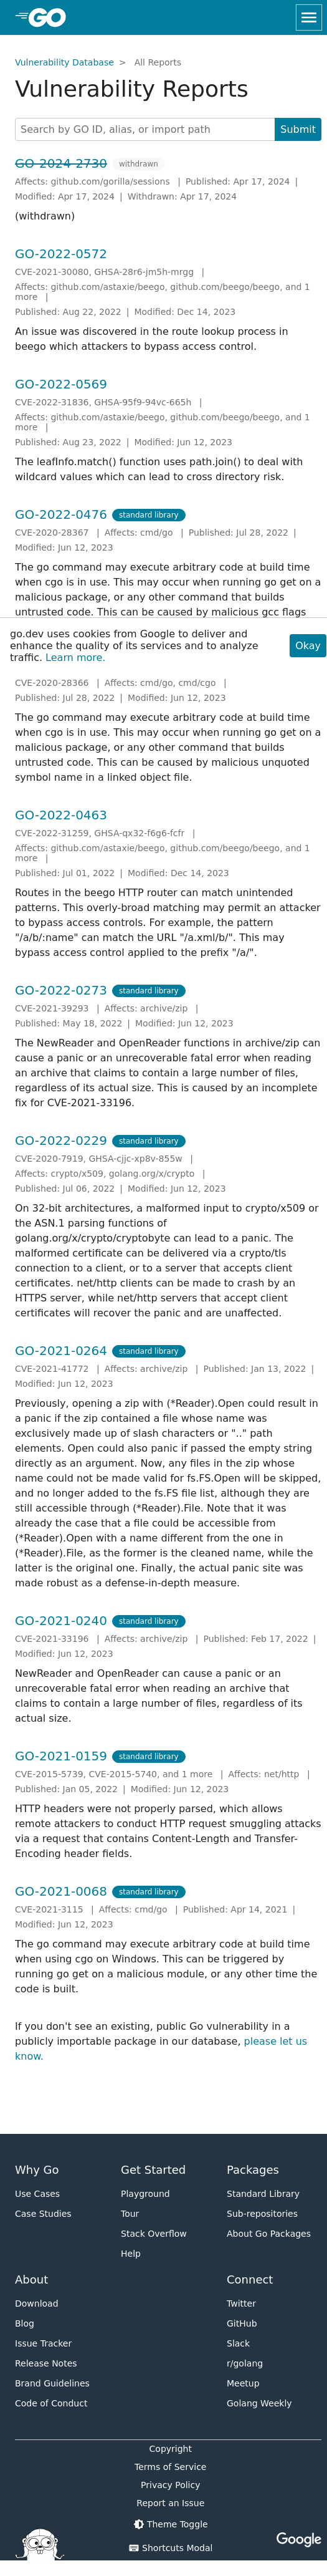 GO
Vulnerability Database > All Reports
Vulnerability Reports
Search by GO ID, alias, or import path Submit
GO-2024-2730 withdrawn
Affects: github.com/gorilla/sessions | Published: Apr 17, 2024 |
Modified: Apr 17, 2024 | Withdrawn: Apr 17, 2024
(withdrawn)
GO-2022-0572
CVE-2021-30080, GHSA-28r6-jm5h-mrgg |
Affects: github.com/astaxie/beego, github.com/beego/beego, and 1
more |
Published: Aug 22, 2022 | Modified: Dec 14, 2023
An issue was discovered in the route lookup process in
beego which attackers to bypass access control.
GO-2022-0569
CVE-2022-31836, GHSA-95f9-94vc-665h |
Affects: github.com/astaxie/beego, github.com/beego/beego, and 1
more |
Published: Aug 23, 2022 | Modified: Jun 12, 2023
The leafInfo.match() function uses path.join() to deal with
wildcard values which can lead to cross directory risk.
GO-2022-0476 standard library
CVE-2020-28367 | Affects: cmd/go | Published: Jul 28, 2022 |
Modified: Jun 12, 2023
The go command may execute arbitrary code at build time
when cgo is in use. This may occur when running go get on a
malicious package, or any other command that builds
untrusted code. This can be caused by malicious gcc flags
go.dev uses cookies from Google to deliver and
enhance the quality of its services and to analyze
traffic. Learn more.
Okay
CVE-2020-28366 | Affects: cmd/go, cmd/cgo |
Published: Jul 28, 2022 | Modified: Jun 12, 2023
The go command may execute arbitrary code at build time
when cgo is in use. This may occur when running go get on a
malicious package, or any other command that builds
untrusted code. This can be caused by malicious unquoted
symbol name in a linked object file.
GO-2022-0463
CVE-2022-31259, GHSA-qx32-f6g6-fcfr |
Affects: github.com/astaxie/beego, github.com/beego/beego, and 1
more |
Published: Jul 01, 2022 | Modified: Dec 14, 2023
Routes in the beego HTTP router can match unintended
patterns. This overly-broad matching may permit an attacker
to bypass access controls. For example, the pattern
"/a/b/:name" can match the URL "/a.xml/b/". This may
bypass access control applied to the prefix "/a/".
GO-2022-0273 standard library
CVE-2021-39293 | Affects: archive/zip |
Published: May 18, 2022 | Modified: Jun 12, 2023
The NewReader and OpenReader functions in archive/zip can
cause a panic or an unrecoverable fatal error when reading
an archive that claims to contain a large number of files,
regardless of its actual size. This is caused by an incomplete
fix for CVE-2021-33196.
GO-2022-0229 standard library
CVE-2020-7919, GHSA-cjjc-xp8v-855w |
Affects: crypto/x509, golang.org/x/crypto |
Published: Jul 06, 2022 | Modified: Jun 12, 2023
On 32-bit architectures, a malformed input to crypto/x509 or
the ASN.1 parsing functions of
golang.org/x/crypto/cryptobyte can lead to a panic. The
malformed certificate can be delivered via a crypto/tls
connection to a client, or to a server that accepts client
certificates. net/http clients can be made to crash by an
HTTPS server, while net/http servers that accept client
certificates will recover the panic and are unaffected.
GO-2021-0264 standard library
CVE-2021-41772 | Affects: archive/zip | Published: Jan 13, 2022 |
Modified: Jun 12, 2023
Previously, opening a zip with (*Reader).Open could result in
a panic if the zip contained a file whose name was
exclusively made up of slash characters or ".." path
elements. Open could also panic if passed the empty string
directly as an argument. Now, any files in the zip whose
name could not be made valid for fs.FS.Open will be skipped,
and no longer added to the fs.FS file list, although they are
still accessible through (*Reader).File. Note that it was
already the case that a file could be accessible from
(*Reader).Open with a name different from the one in
(*Reader).File, as the former is the cleaned name, while the
latter is the original one. Finally, the actual panic site was
made robust as a defense-in-depth measure.
GO-2021-0240 standard library
CVE-2021-33196 | Affects: archive/zip | Published: Feb 17, 2022 |
Modified: Jun 12, 2023
NewReader and OpenReader can cause a panic or an
unrecoverable fatal error when reading an archive that
claims to contain a large number of files, regardless of its
actual size.
GO-2021-0159 standard library
CVE-2015-5739, CVE-2015-5740, and 1 more | Affects: net/http |
Published: Jan 05, 2022 | Modified: Jun 12, 2023
HTTP headers were not properly parsed, which allows
remote attackers to conduct HTTP request smuggling attacks
via a request that contains Content-Length and Transfer-
Encoding header fields.
GO-2021-0068 standard library
CVE-2021-3115 | Affects: cmd/go | Published: Apr 14, 2021 |
Modified: Jun 12, 2023
The go command may execute arbitrary code at build time
when using cgo on Windows. This can be triggered by
running go get on a malicious module, or any other time the
code is built.
If you don't see an existing, public Go vulnerability in a
publicly importable package in our database, please let us
know.
Why Go
Use Cases
Case Studies
Get Started
Playground
Tour
Stack Overflow
Help
Packages
Standard Library
Sub-repositories
About Go Packages
About
Download
Blog
Issue Tracker
Release Notes
Brand Guidelines
Code of Conduct
Connect
Twitter
GitHub
Slack
r/golang
Meetup
Golang Weekly
Copyright
Terms of Service
Privacy Policy
Report an Issue
Theme Toggle
Shortcuts Modal
Google